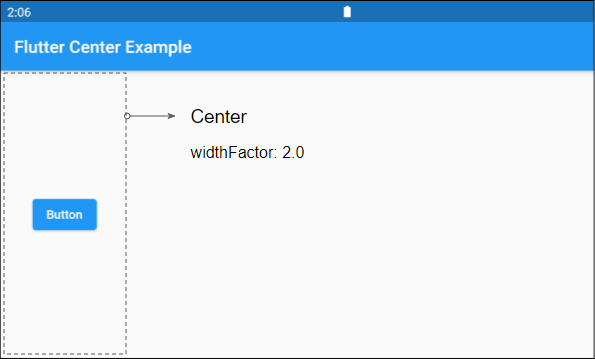 2:06
Flutter Center Example
Center
widthFactor: 2.0
Button